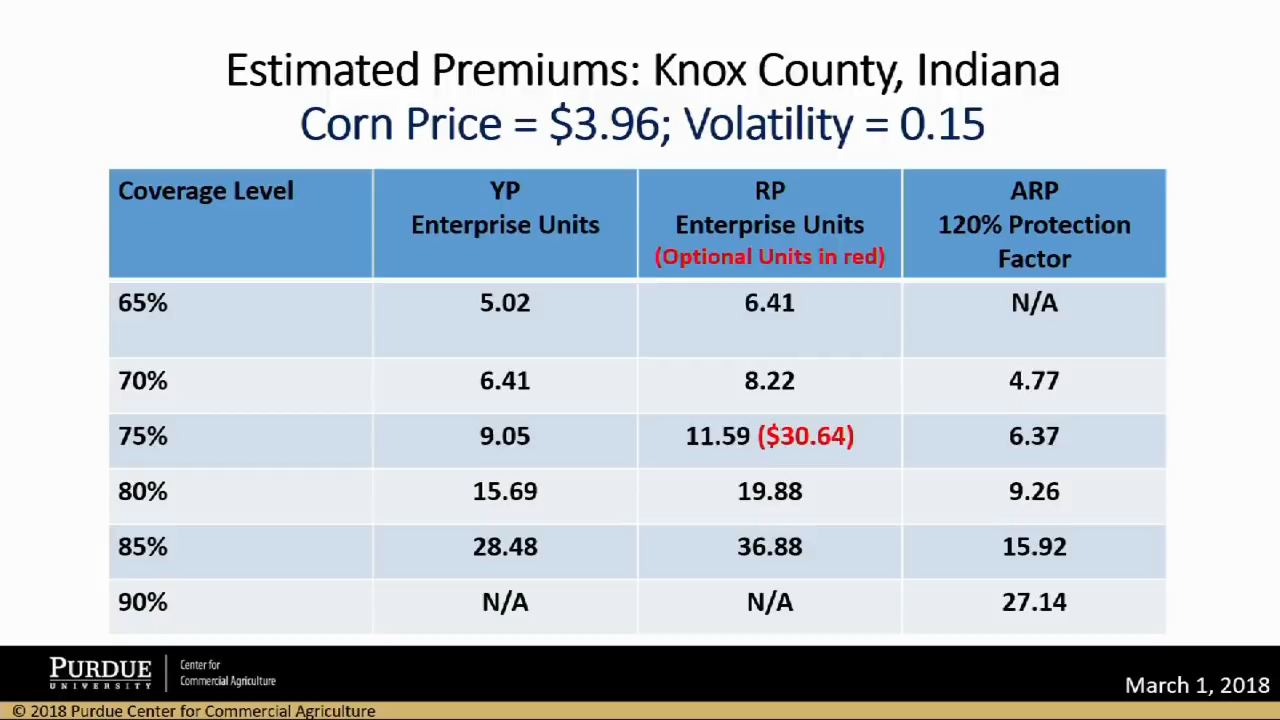 Estimated Premiums: Knox County, Indiana
Corn Price = $3.96; Volatility = 0.15
Coverage Level YP RP ARP
Enterprise Units Enterprise Units 120% Protection
(Optional Units in red) Factor
65% 5.02 6.41 N/A
70% 6.41 8.22 4.77
75% 9.05 11.59 ($30.64) 6.37
80% 15.69 19.88 9.26
85% 28.48 36.88 15.92
90% N/A N/A 27.14
PURDUE Center for
UNIVERSITY Commercial Agriculture
March 1, 2018
© 2018 Purdue Center for Commercial Agriculture